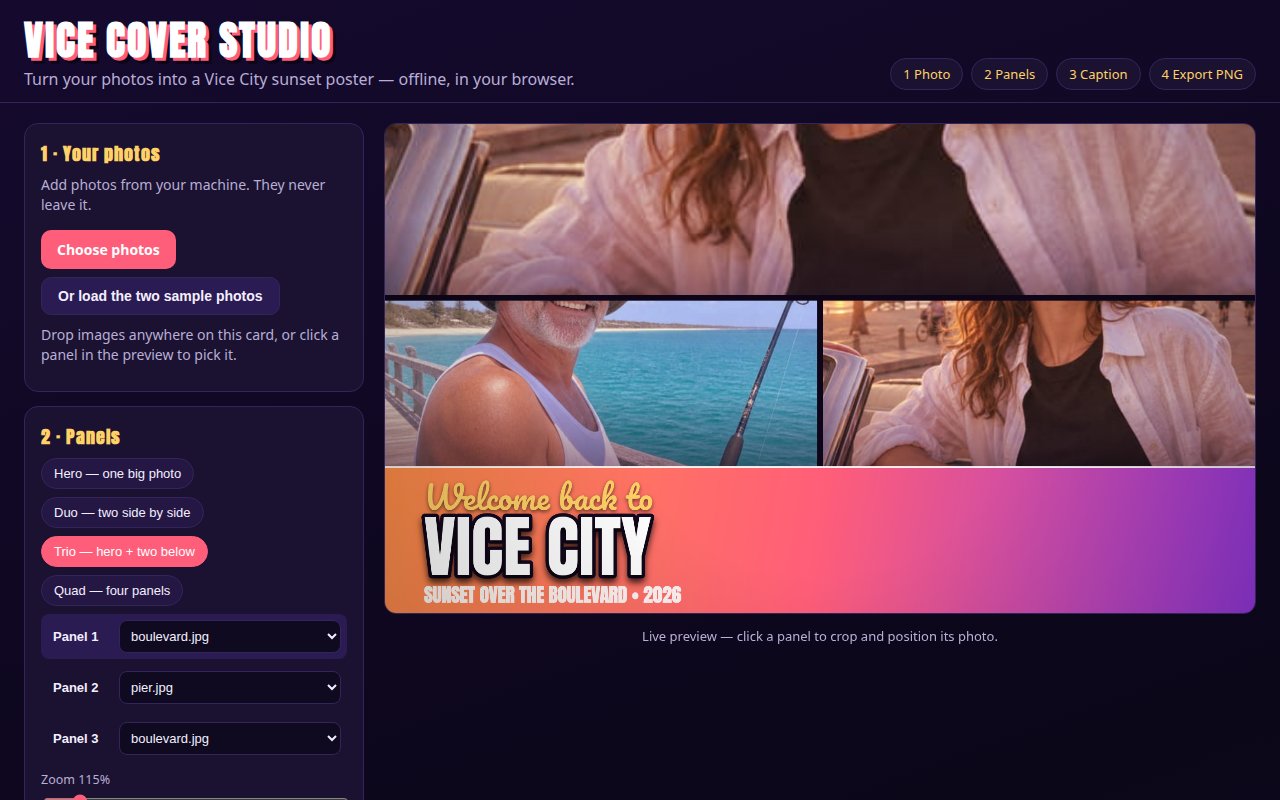 VICE COVER STUDIO
Turn your photos into a Vice City sunset poster — offline, in your browser.
1 Photo
2 Panels
3 Caption
4 Export PNG
1 · Your photos
Add photos from your machine. They never
leave it.
Choose photos
Or load the two sample photos
Drop images anywhere on this card, or click a
panel in the preview to pick it.
2 · Panels
Hero — one big photo
Duo — two side by side
Trio — hero + two below
Quad — four panels
Panel 1 boulevard.jpg
Panel 2 pier.jpg
Panel 3 boulevard.jpg
Zoom 115%
Welcome back to
VICE CITY
SUNSET OVER THE BOULEVARD • 2026
Live preview — click a panel to crop and position its photo.